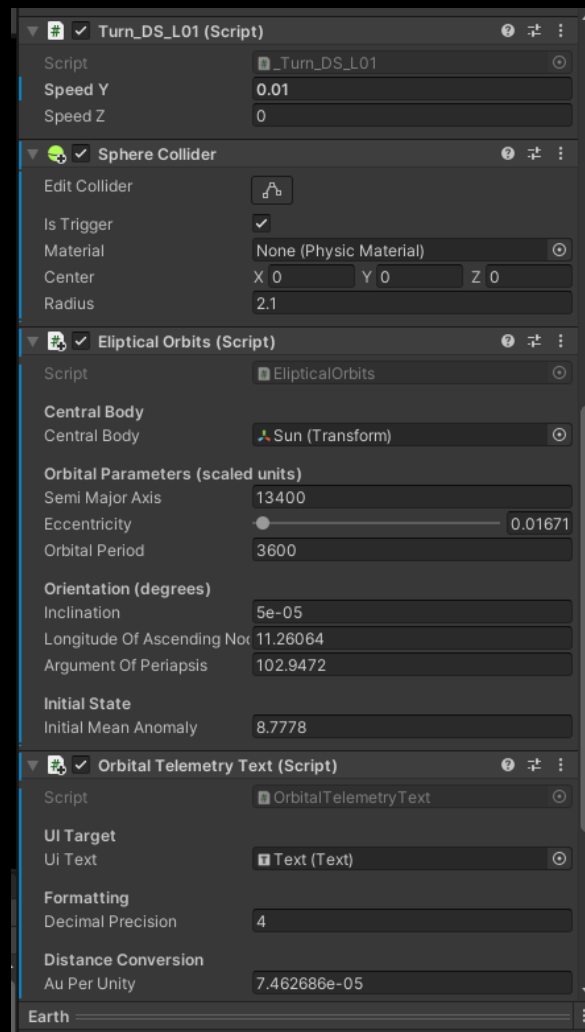 # Turn_DS_L01 (Script)
Script _Turn_DS_L01
Speed Y 0.01
Speed Z 0
Sphere Collider
Edit Collider
Is Trigger
Material None (Physic Material)
Center X 0 Y 0 Z 0
Radius 2.1
# Eliptical Orbits (Script)
Script ElipticalOrbits
Central Body
Central Body Sun (Transform)
Orbital Parameters (scaled units)
Semi Major Axis 13400
Eccentricity 0.01671
Orbital Period 3600
Orientation (degrees)
Inclination 5e-05
Longitude Of Ascending Noc 11.26064
Argument Of Periapsis 102.9472
Initial State
Initial Mean Anomaly 8.7778
# Orbital Telemetry Text (Script)
Script OrbitalTelemetryText
UI Target
Ui Text Text (Text)
Formatting
Decimal Precision 4
Distance Conversion
Au Per Unity 7.462686e-05
Earth